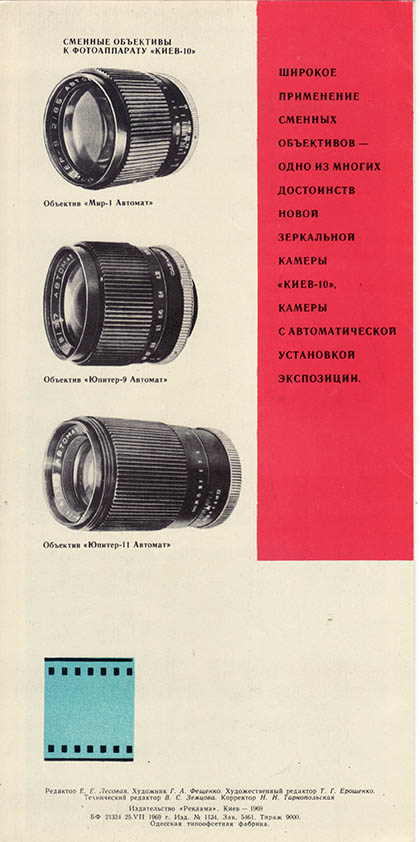 СМЕННЫЕ ОБЪЕКТИВЫ
К ФОТОАППАРАТУ «КИЕВ-10»
Объектив «Мир-1 Автомат»
Объектив «Юпитер-9 Автомат»
Объектив «Юпитер-11 Автомат»
ШИРОКОЕ
ПРИМЕНЕНИЕ
СМЕННЫХ
ОБЪЕКТИВОВ —
ОДНО ИЗ МНОГИХ
ДОСТОИНСТВ
НОВОЙ
ЗЕРКАЛЬНОЙ
КАМЕРЫ
«КИЕВ-10»,
КАМЕРЫ
С АВТОМАТИЧЕСКОЙ
УСТАНОВКОЙ
ЭКСПОЗИЦИИ.
Редактор Е. Е. Лесовая. Художник Г. А. Фещенко. Художественный редактор Т. Г. Ерошенко.
Технический редактор В. С. Земцова. Корректор Н. Н. Тарнопольская
Издательство «Реклама». Киев — 1969
БФ 21334 25.VII 1969 г. Изд. № 1134. Зак. 5461. Тираж 9000.
Одесская типоофсетная фабрика.